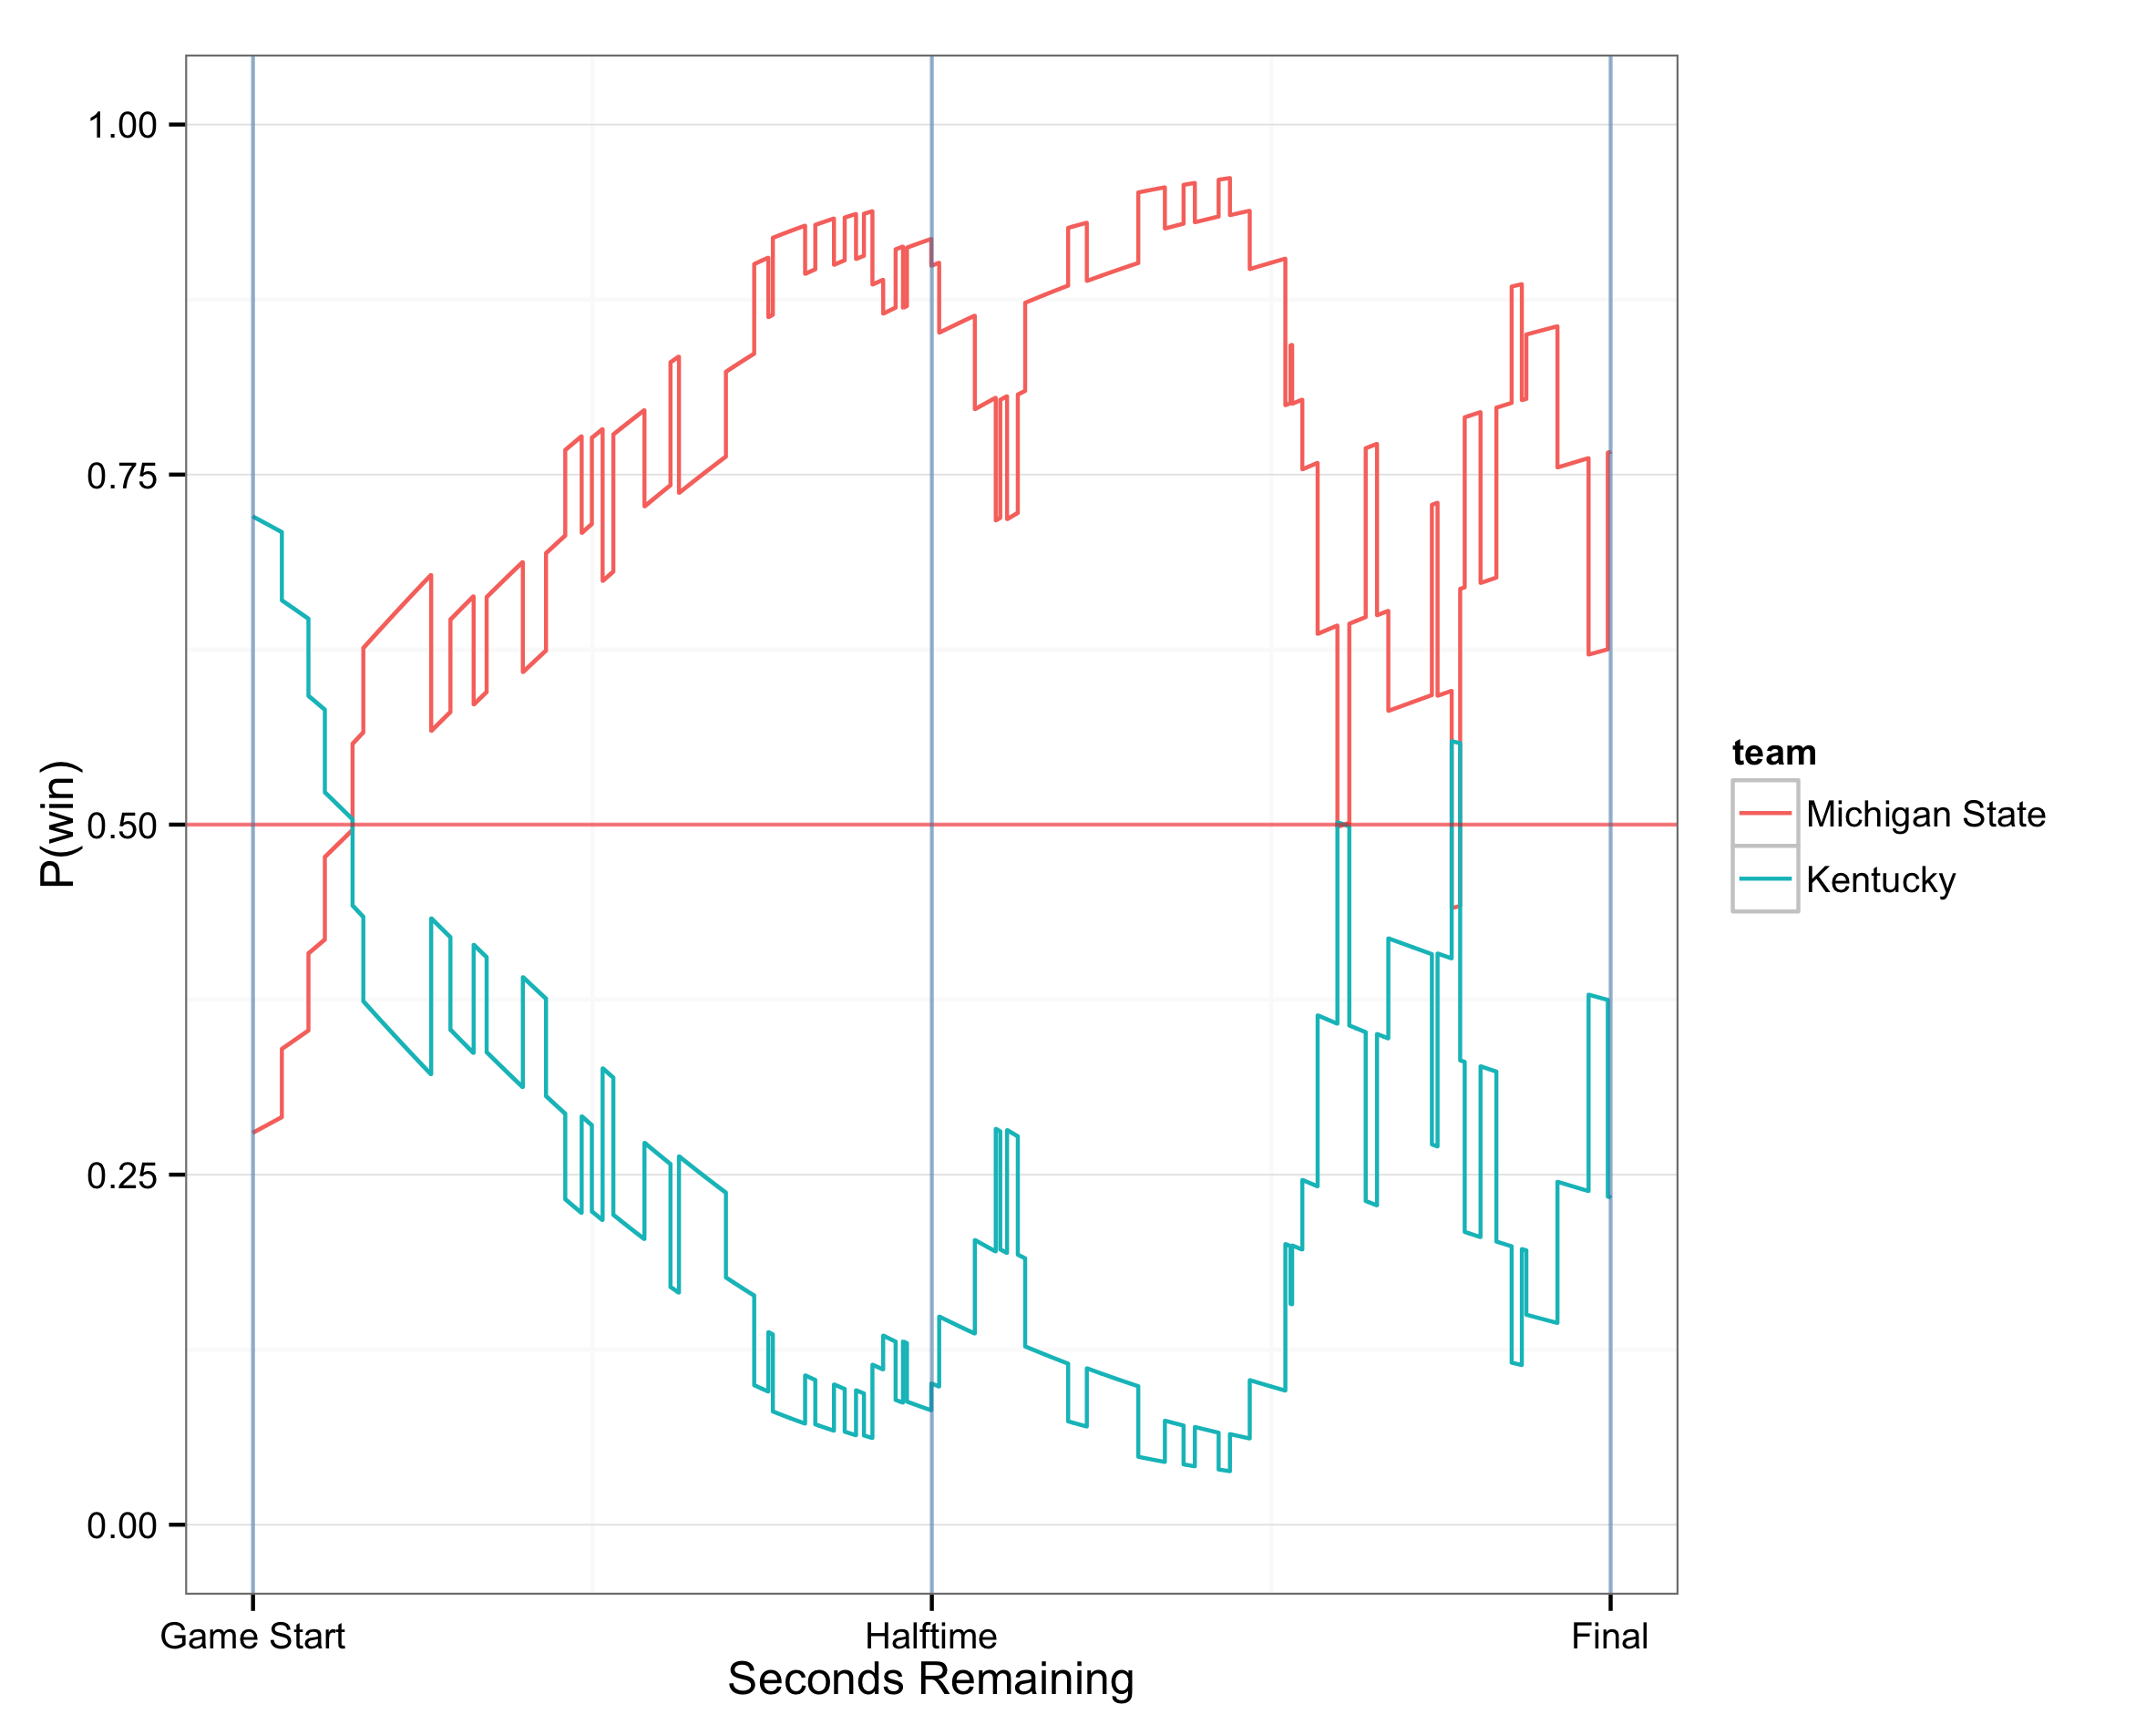 P(win)
1.00
0.75
0.50
0.25
0.00
Game Start
Halftime
Final
Seconds Remaining
team
Michigan State
Kentucky